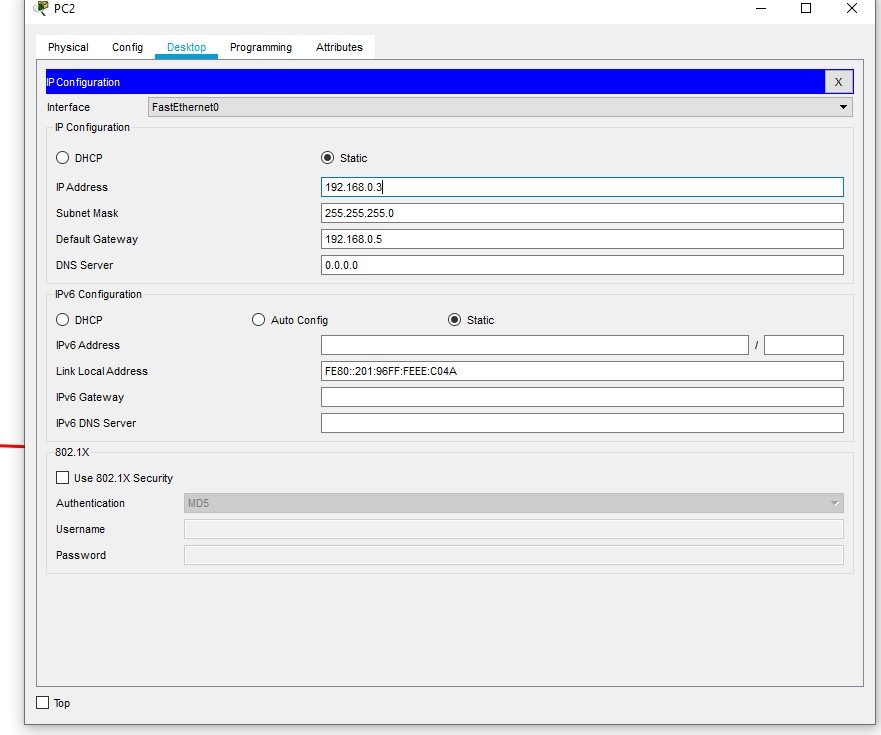 PC2
Physical Config Desktop Programming Attributes
IP Configuration X
Interface FastEthernet0
IP Configuration
DHCP Static
IP Address 192.168.0.3
Subnet Mask 255.255.255.0
Default Gateway 192.168.0.5
DNS Server 0.0.0.0
IPv6 Configuration
DHCP Auto Config Static
IPv6 Address /
Link Local Address FE80::201:96FF:FEEE:C04A
IPv6 Gateway
IPv6 DNS Server
802.1X
Use 802.1X Security
Authentication MD5
Username
Password
Top